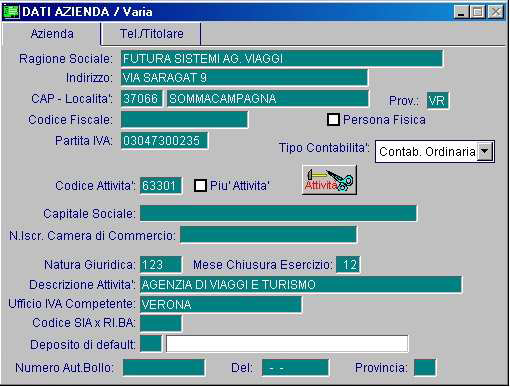 DATI AZIENDA / Varia
Azienda Tel./Titolare
Ragione Sociale: FUTURA SISTEMI AG. VIAGGI
Indirizzo: VIA SARAGAT 9
CAP - Localita': 37066 SOMMACAMPAGNA Prov.: VR
Codice Fiscale: Persona Fisica
Partita IVA: 03047300235
Tipo Contabilita': Contab. Ordinaria
Codice Attivita': 63301 Piu' Attivita' Attivita
Capitale Sociale:
N.Iscr. Camera di Commercio:
Natura Giuridica: 123 Mese Chiusura Esercizio: 12
Descrizione Attivita': AGENZIA DI VIAGGI E TURISMO
Ufficio IVA Competente: VERONA
Codice SIA x RI.BA:
Deposito di default:
Numero Aut.Bollo: Del: - - Provincia: